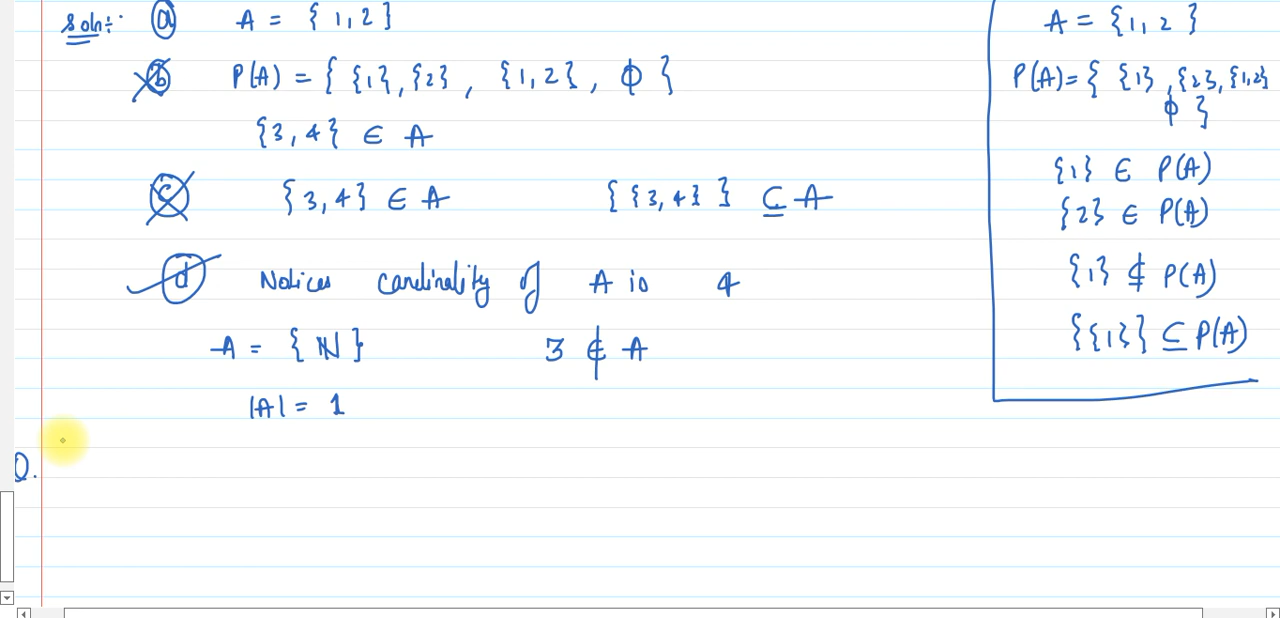 Soln:- (a) A = { 1, 2 }
(b) P(A) = { {1}, {2} , {1,2} , ϕ }
{3, 4} ∈ A
(c) {3, 4} ∈ A { {3, 4} } ⊆ A
(d) Notices cardinality of A is 4
A = { ℕ } 3 ∉ A
|A| = 1
Q.
A = {1, 2 }
P(A) = { {1} , {2}, {1,2}
ϕ }
{1} ∈ P(A)
{2} ∈ P(A)
{1} ⊄ P(A)
{{1}} ⊆ P(A)